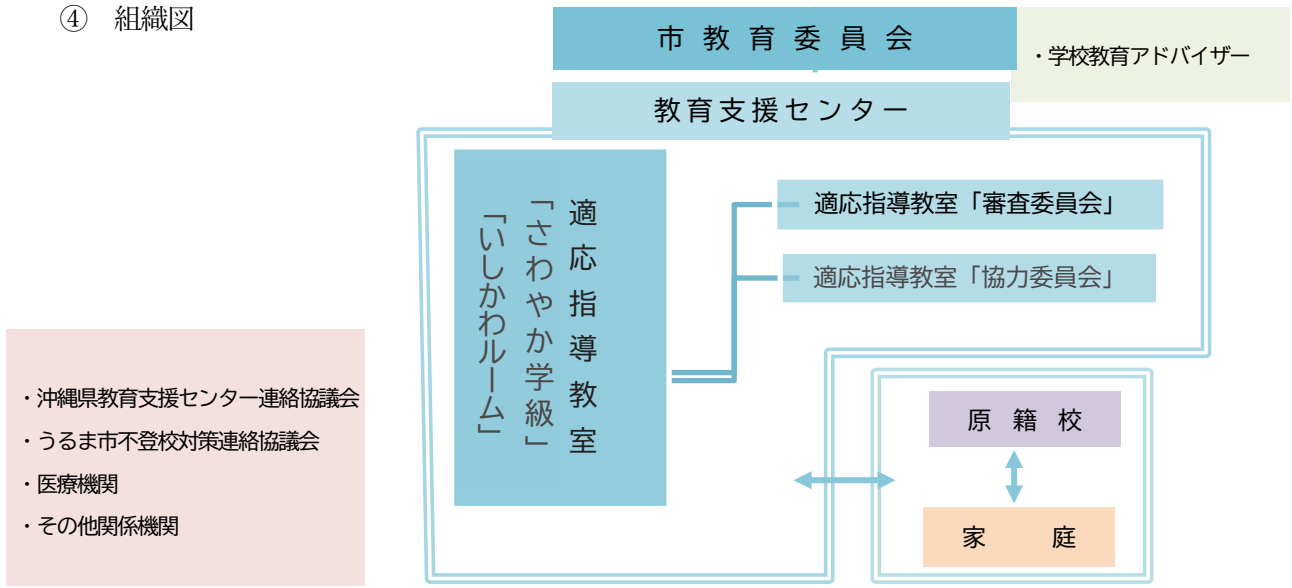 ④ 組織図
市教育委員会
・学校教育アドバイザー
教育支援センター
適応指導教室
「さわやか学級」
「いしかわルーム」
適応指導教室「審査委員会」
適応指導教室「協力委員会」
・沖縄県教育支援センター連絡協議会
・うるま市不登校対策連絡協議会
・医療機関
・その他関係機関
原籍校
家庭